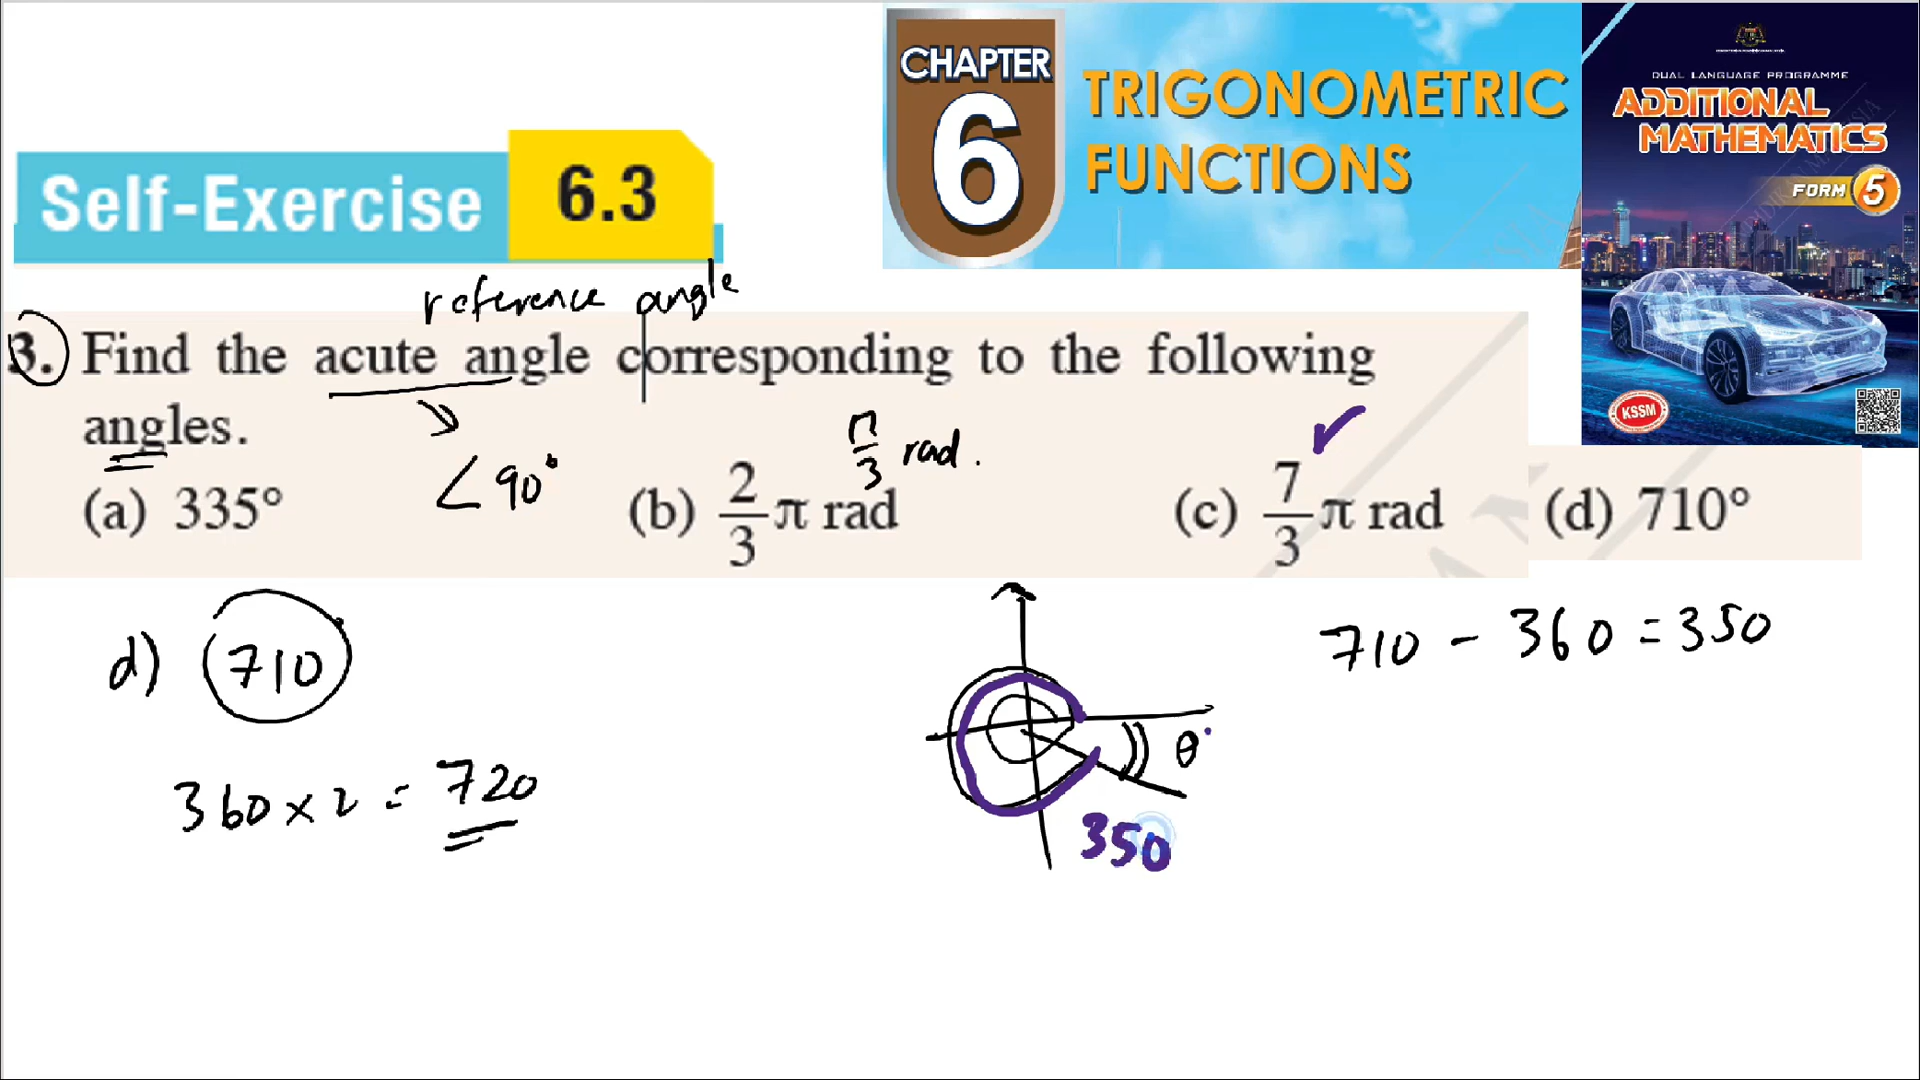 CHAPTER
6
TRIGONOMETRIC
FUNCTIONS
DUAL LANGUAGE PROGRAMME
ADDITIONAL
MATHEMATICS
FORM 5
KSSM
Self-Exercise 6.3
reference angle
3. Find the acute angle corresponding to the following
angles.
∠ 90°
π/3 rad.
✓
(a) 335° (b) 2/3 π rad (c) 7/3 π rad (d) 710°
d) 710
710 - 360 = 350
θ
360 × 2 = 720
350